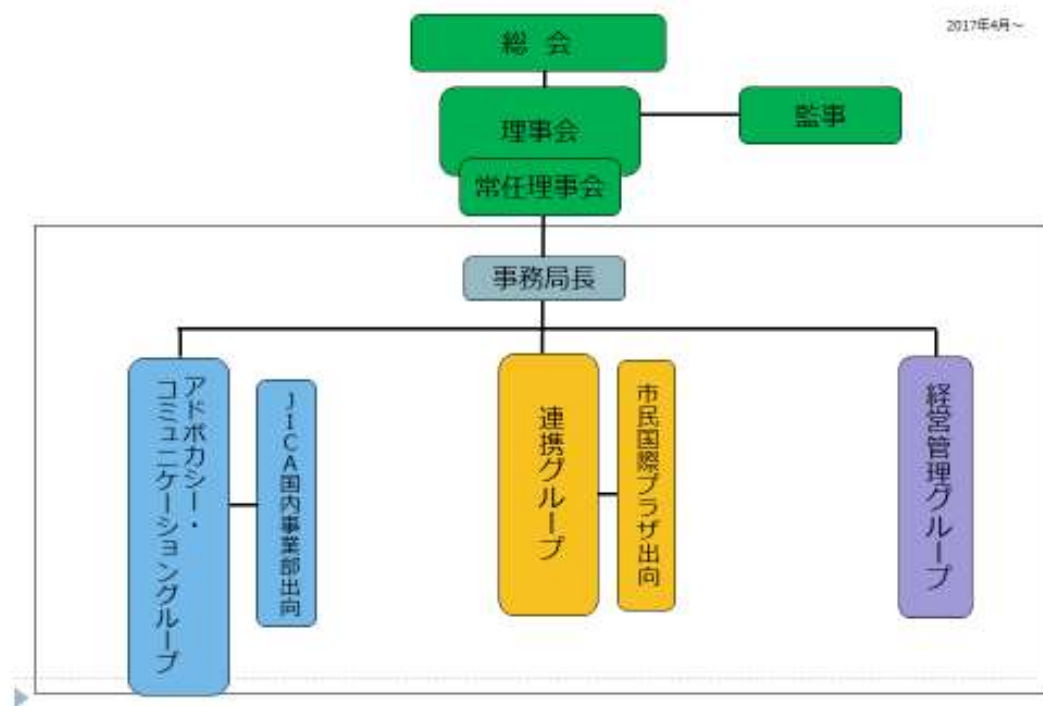 2017年4月～
総 会
理事会
監事
常任理事会
事務局長
アドボカシー・
コミュニケーショングループ
JICA国内事業部出向
連携グループ
市民国際プラザ出向
経営管理グループ